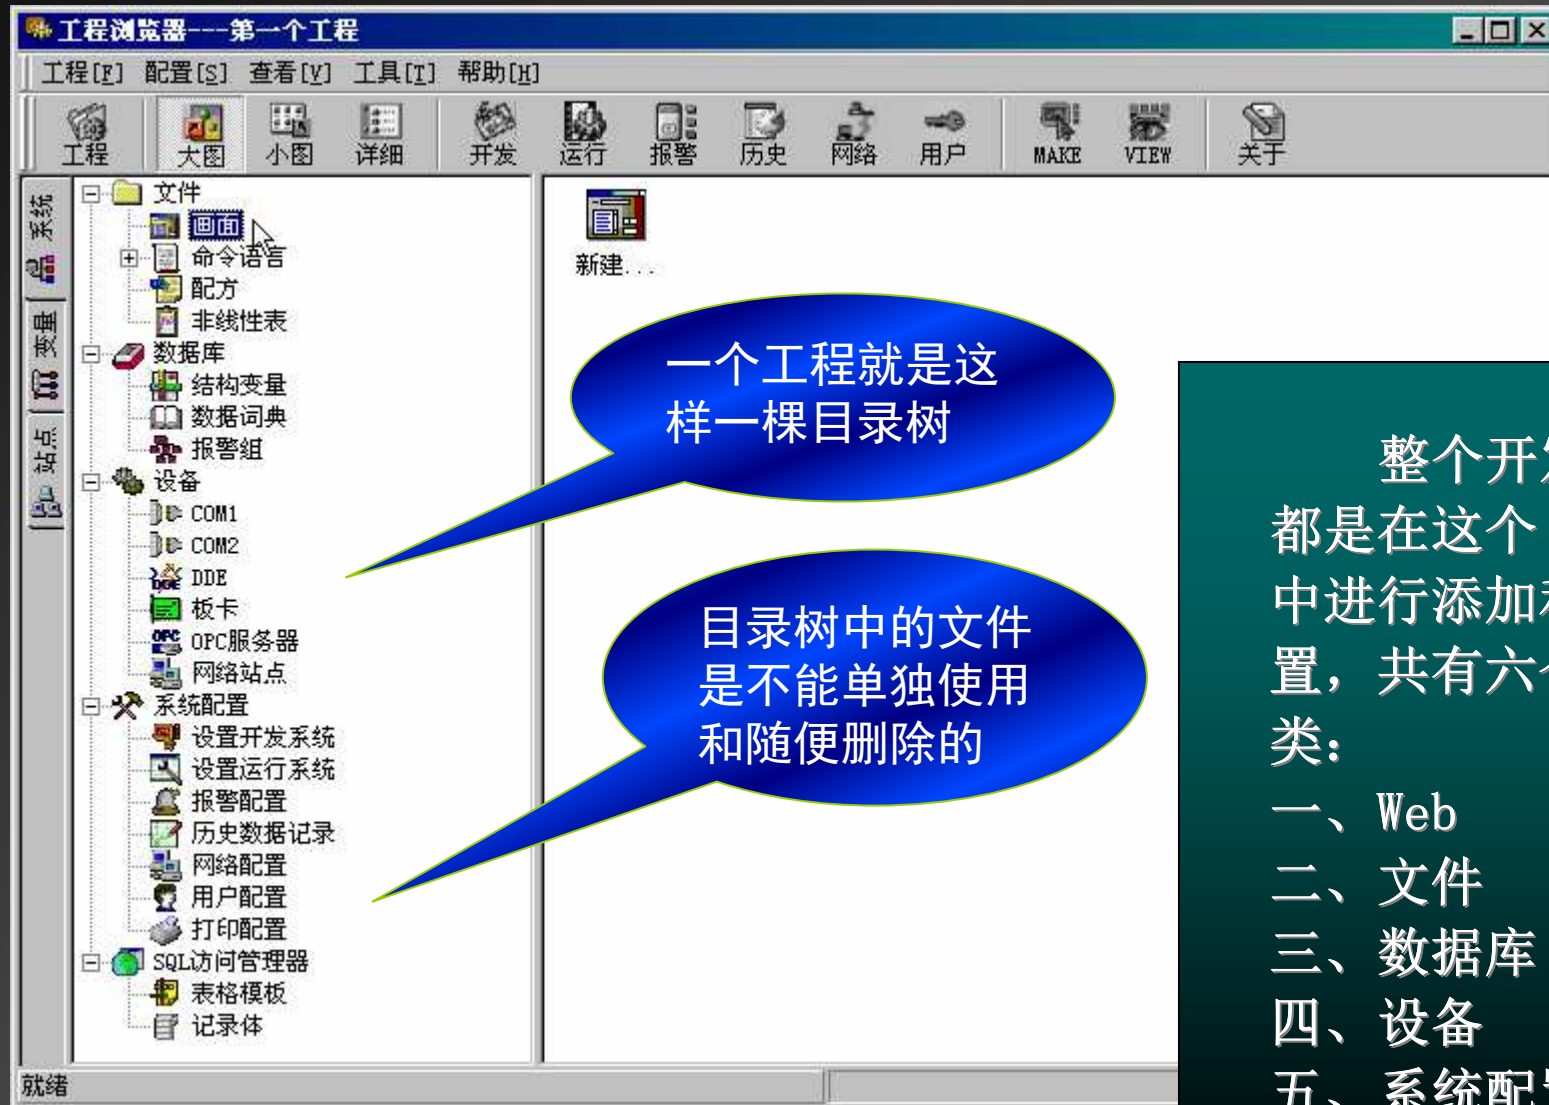 工程浏览器---第一个工程
工程[F] 配置[S] 查看[V] 工具[T] 帮助[H]
工程 大图 小图 详细 开发 运行 报警 历史 网络 用户 MAKE VIEW 关于
系统
变量
站点
文件
画面
命令语言
配方
非线性表
数据库
结构变量
数据词典
报警组
设备
COM1
COM2
DDE
板卡
OPC服务器
网络站点
系统配置
设置开发系统
设置运行系统
报警配置
历史数据记录
网络配置
用户配置
打印配置
SQL访问管理器
表格模板
记录体
新建...
一个工程就是这
样一棵目录树
目录树中的文件
是不能单独使用
和随便删除的
整个开
都是在这个
中进行添加
置，共有六
类：
一、Web
二、文件
三、数据库
四、设备
五、系统配
就绪